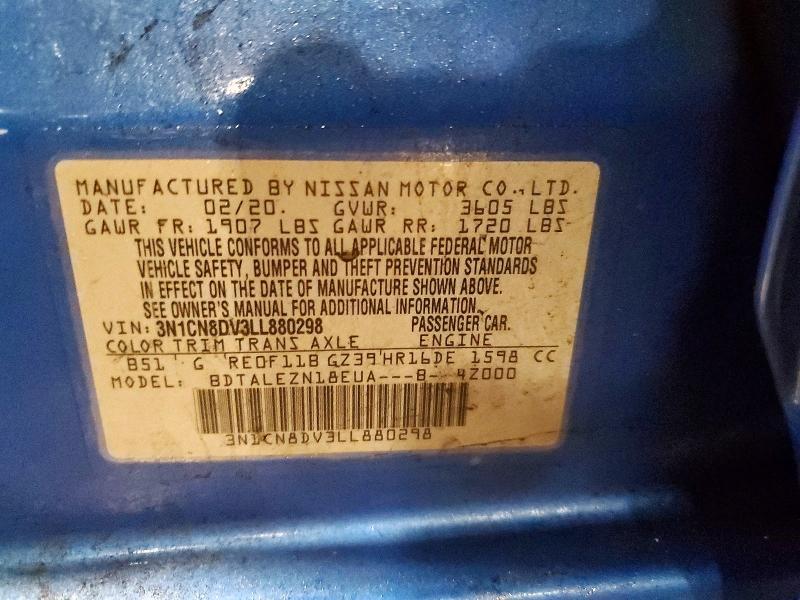 MANUFACTURED BY NISSAN MOTOR CO., LTD.
DATE: 02/20. GVWR: 3605 LBS
GAWR FR: 1907 LBS GAWR RR: 1720 LBS
THIS VEHICLE CONFORMS TO ALL APPLICABLE FEDERAL MOTOR
VEHICLE SAFETY, BUMPER AND THEFT PREVENTION STANDARDS
IN EFFECT ON THE DATE OF MANUFACTURE SHOWN ABOVE.
SEE OWNER'S MANUAL FOR ADDITIONAL INFORMATION.
VIN: 3N1CN8DV3LL880298 PASSENGER CAR.
COLOR TRIM TRANS AXLE ENGINE
B51 G RE0F11B GZ39 HR16DE 1598 CC
MODEL: BDTALEZN18EUA---B- 4Z000
3N1CN8DV3LL880298